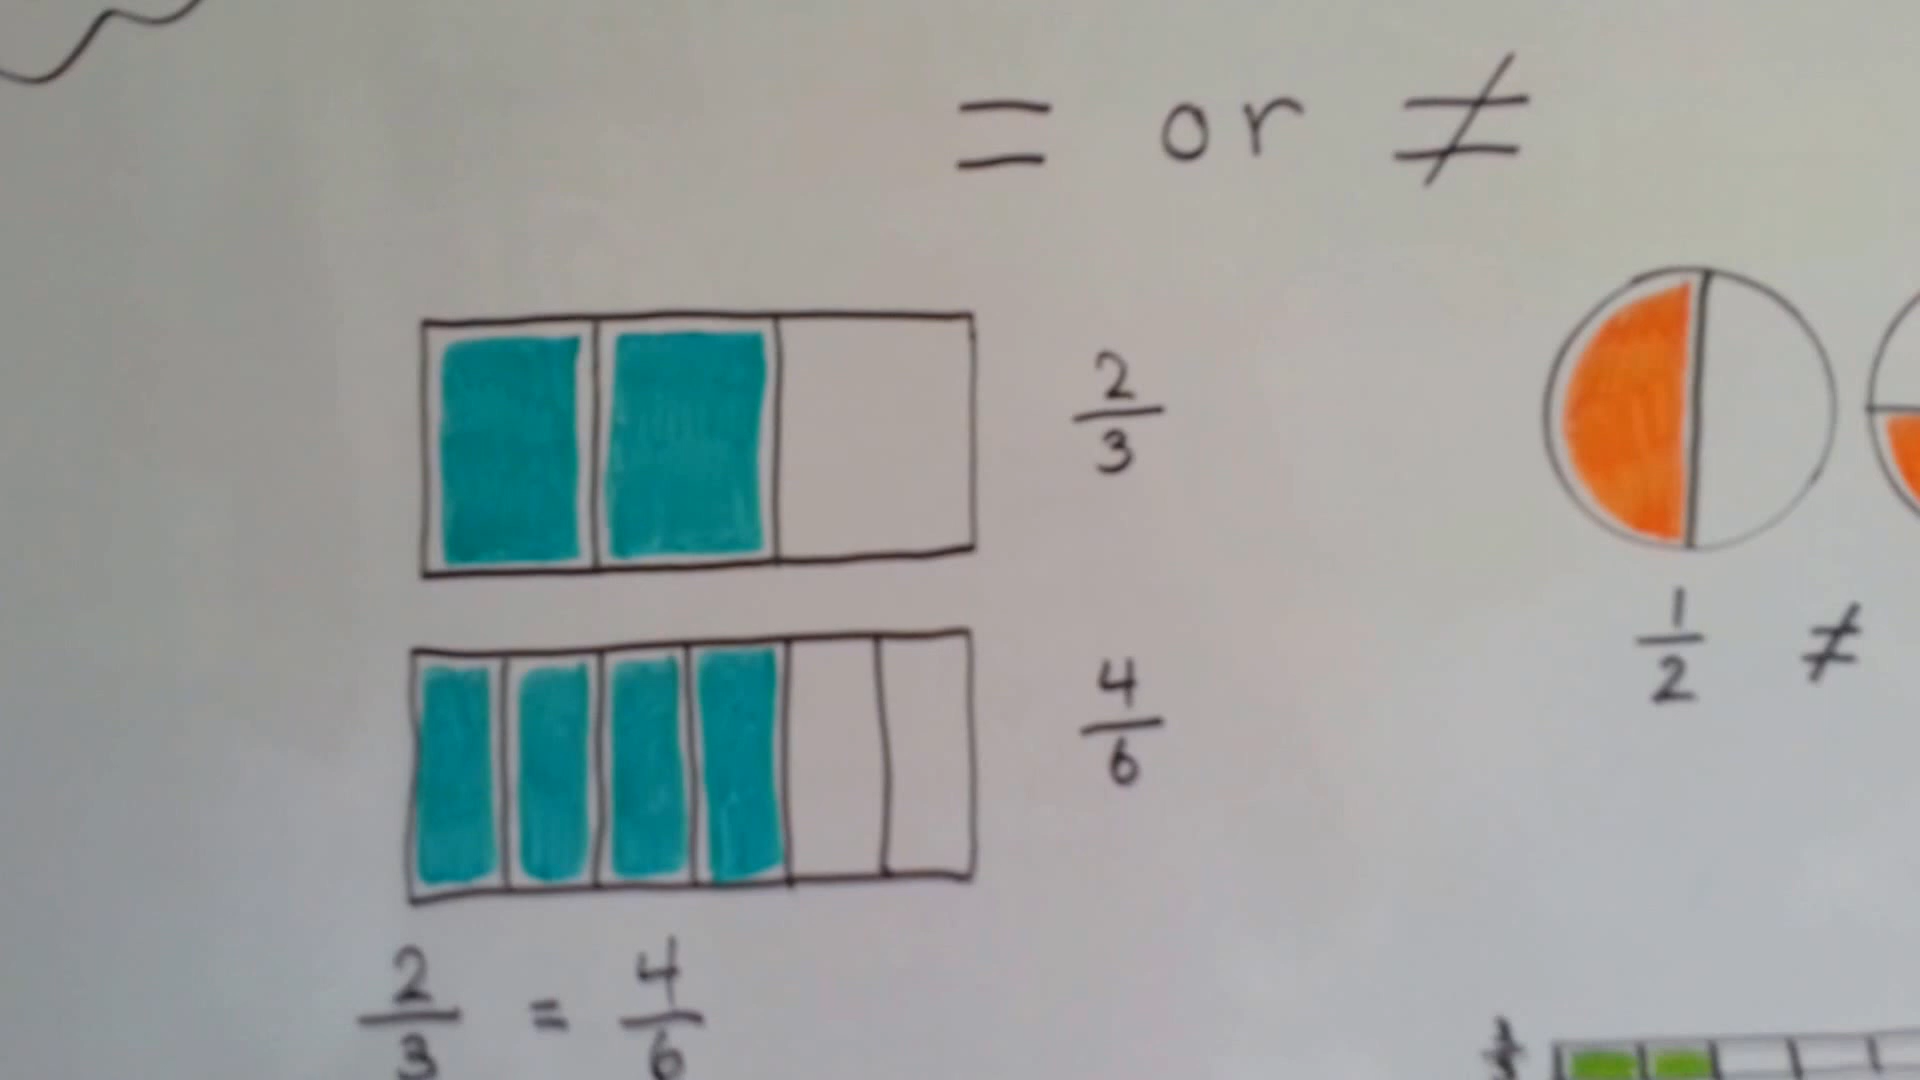 = or ≠
2/3
4/6
1/2 ≠
2/3 = 4/6